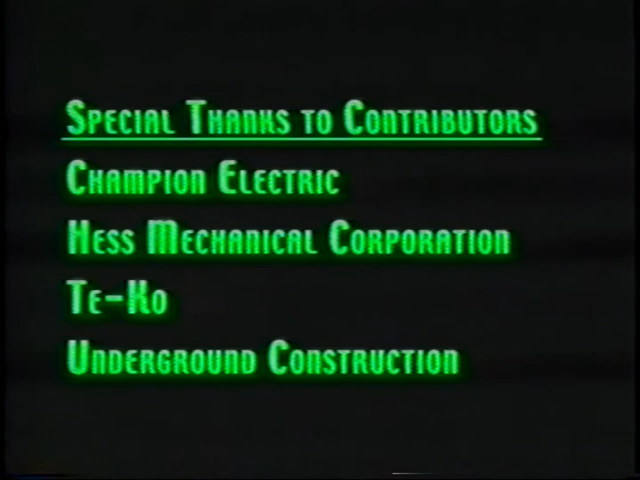 Special Thanks to Contributors
Champion Electric
Hess Mechanical Corporation
Te-Ko
Underground Construction